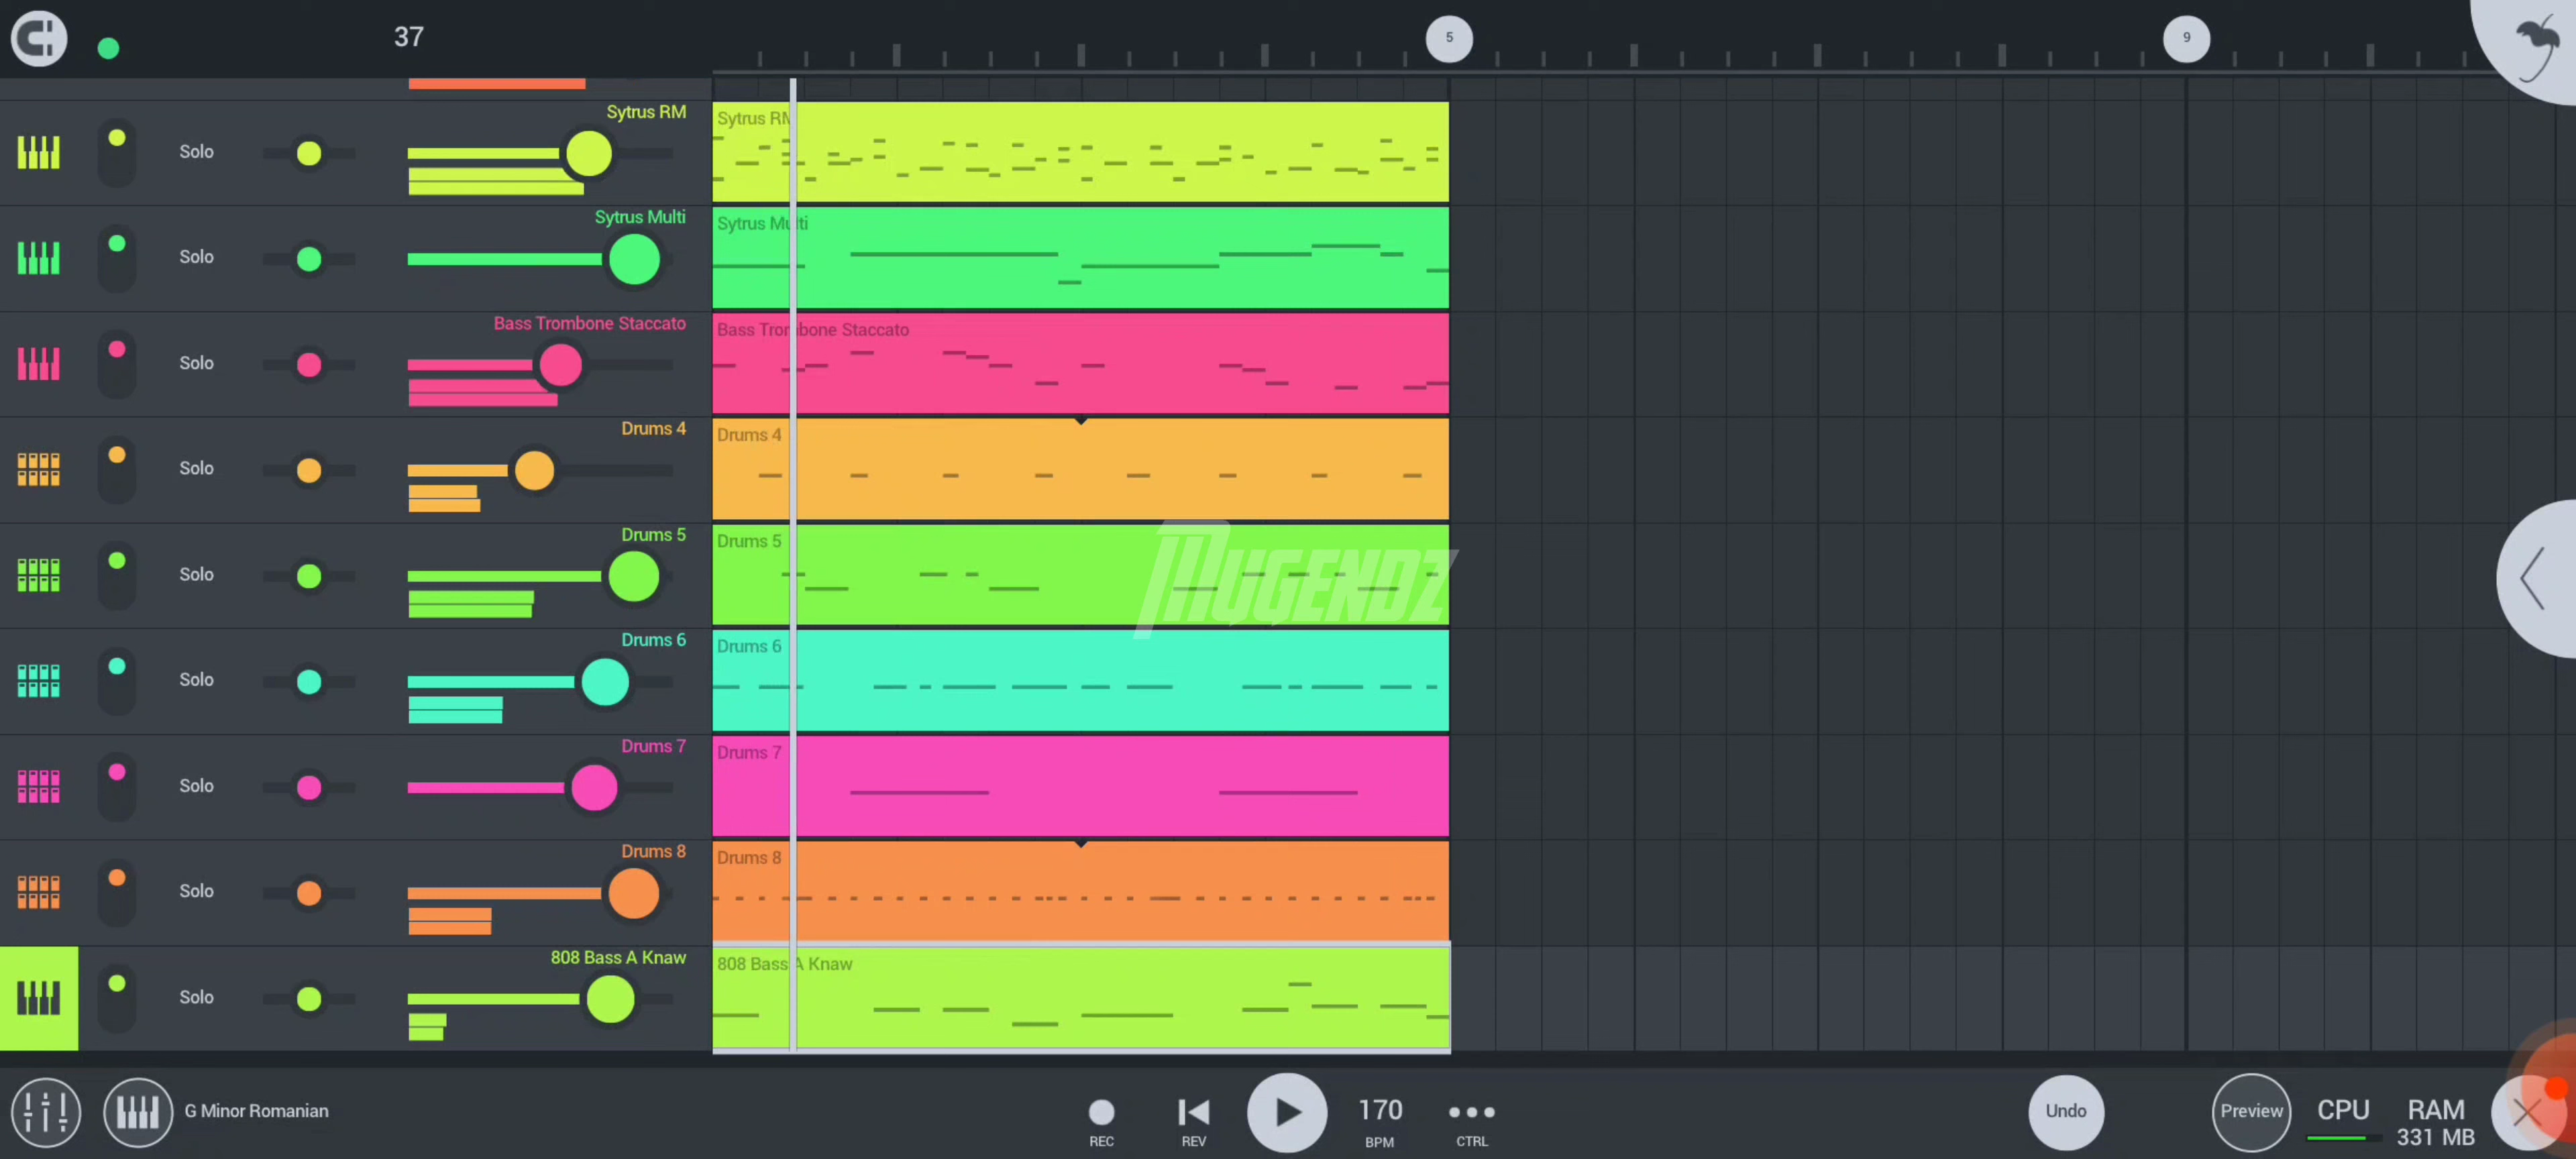 37
5
9
Sytrus RM
Solo
Sytrus RM
Sytrus Multi
Solo
Sytrus Multi
Bass Trombone Staccato
Solo
Bass Trombone Staccato
Drums 4
Solo
Drums 4
Drums 5
Solo
Drums 5
MUGENDZ
Drums 6
Solo
Drums 6
Drums 7
Solo
Drums 7
Drums 8
Solo
Drums 8
808 Bass A Knaw
Solo
808 Bass A Knaw
G Minor Romanian
REC
REV
170
BPM
CTRL
Undo
Preview
CPU
RAM
331 MB